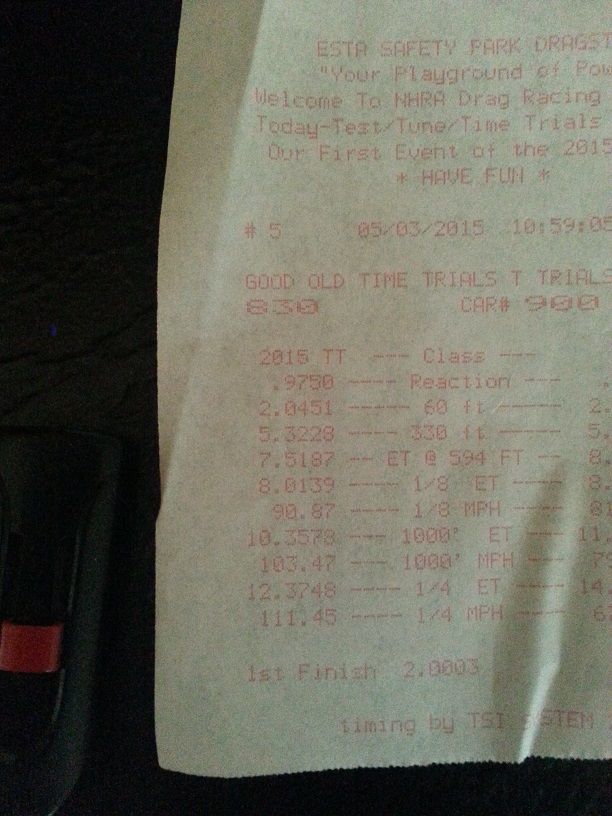 ESTA SAFETY PARK DRAGST
"Your Playground of Pow
Welcome To NHRA Drag Racing
Today-Test/Tune/Time Trials
Our First Event of the 2015
* HAVE FUN *
# 5 05/03/2015 10:59:05
GOOD OLD TIME TRIALS T TRIALS
830 CAR# 900
2015 TT --- Class ---
.9750 ---- Reaction --- .
2.0451 ----- 60 ft ----- 2.
5.3228 ---- 330 ft ---- 5.
7.5187 -- ET @ 594 FT -- 8.
8.0139 ---- 1/8 ET ---- 8.
90.87 ---- 1/8 MPH ---- 81
10.3578 --- 1000' ET --- 11.
103.47 --- 1000' MPH --- 79
12.3748 ---- 1/4 ET ---- 14.
111.45 ---- 1/4 MPH ---- 6
1st Finish 2.0003
timing by TSI SYSTEM